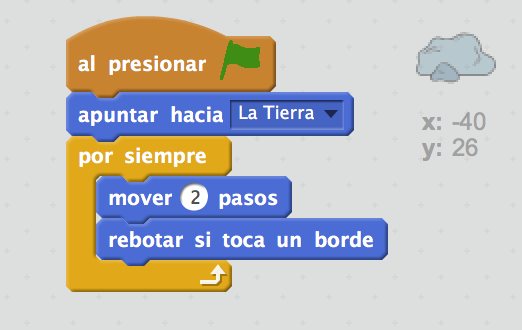 al presionar
apuntar hacia La Tierra
por siempre
mover 2 pasos
rebotar si toca un borde
x: -40
y: 26